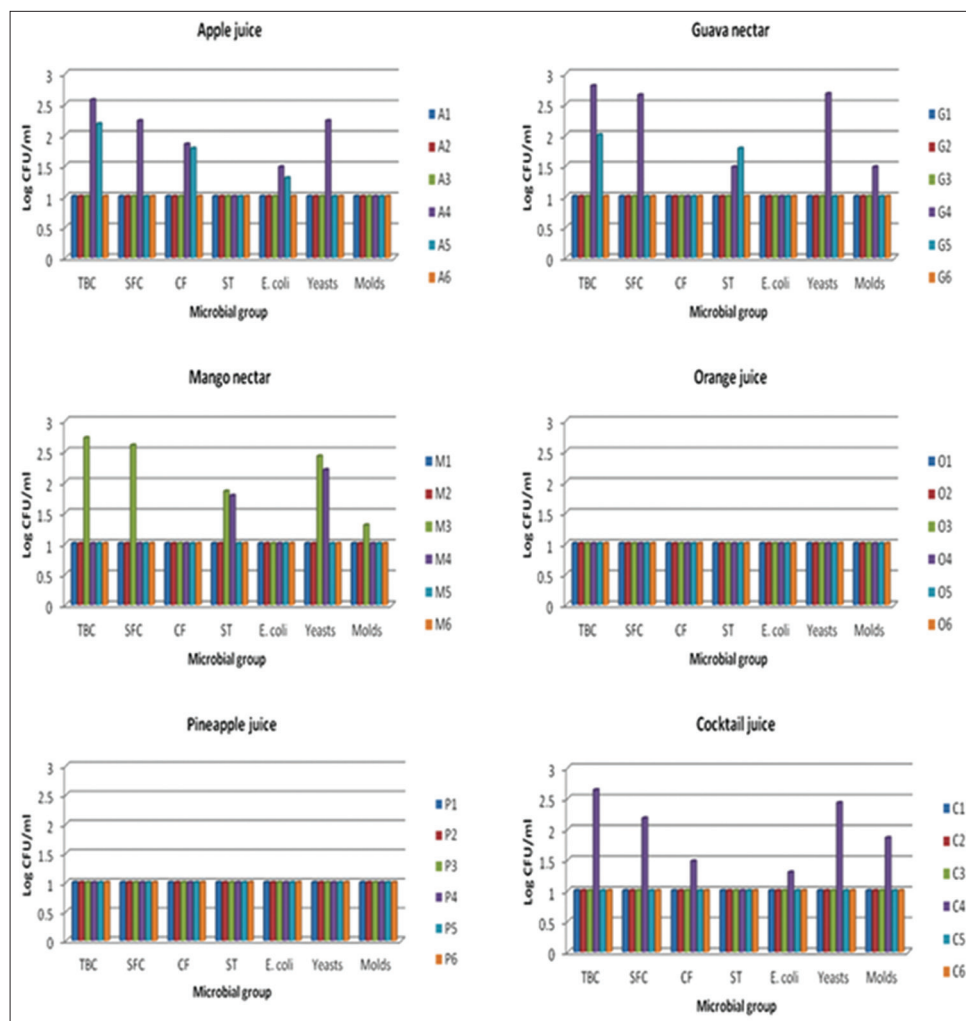 Apple juice
Log CFU/ml
3
2.5
2
1.5
1
0.5
0
TBC SFC CF ST E. coli Yeasts Molds
Microbial group
A1
A2
A3
A4
A5
A6
Guava nectar
Log CFU/ml
3
2.5
2
1.5
1
0.5
0
TBC SFC CF ST E. coli Yeasts Molds
Microbial group
G1
G2
G3
G4
G5
G6
Mango nectar
Log CFU/ml
3
2.5
2
1.5
1
0.5
0
TBC SFC CF ST E. coli Yeasts Molds
Microbial group
M1
M2
M3
M4
M5
M6
Orange juice
Log CFU/ml
3
2.5
2
1.5
1
0.5
0
TBC SFC CF ST E. coli Yeasts Molds
Microbial group
O1
O2
O3
O4
O5
O6
Pineapple juice
Log CFU/ml
3
2.5
2
1.5
1
0.5
0
TBC SFC CF ST E. coli Yeasts Molds
Microbial group
P1
P2
P3
P4
P5
P6
Cocktail juice
Log CFU/ml
3
2.5
2
1.5
1
0.5
0
TBC SFC CF ST E. coli Yeasts Molds
Microbial group
C1
C2
C3
C4
C5
C6